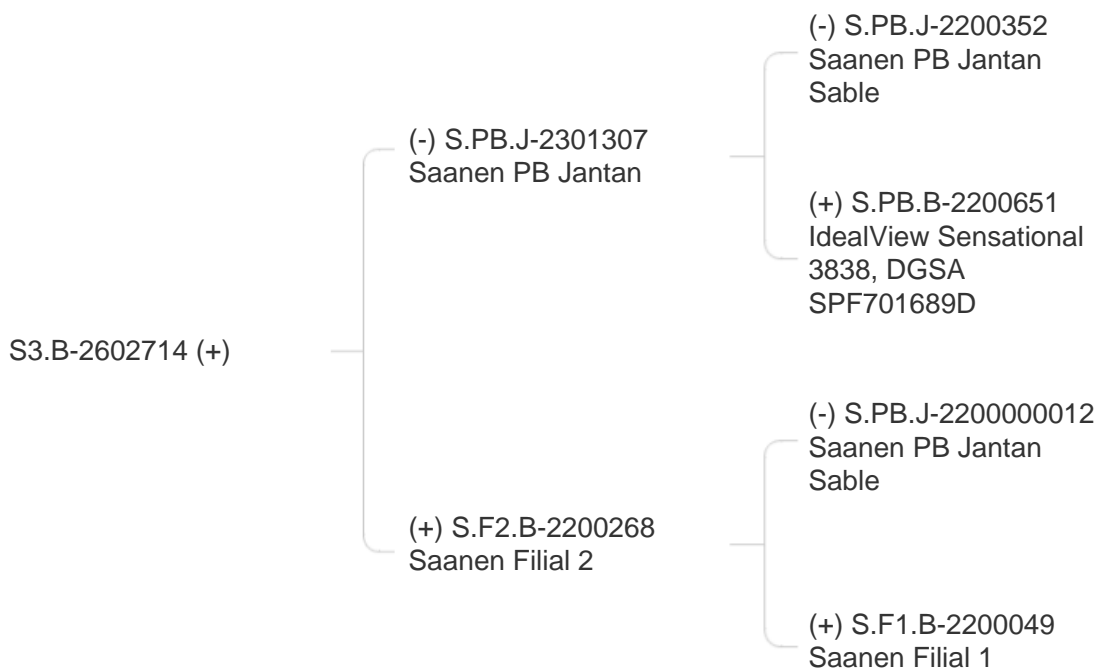 (-) S.PB.J-2200352
Saanen PB Jantan
Sable
(-) S.PB.J-2301307
Saanen PB Jantan
(+) S.PB.B-2200651
IdealView Sensational
3838, DGSA
SPF701689D
S3.B-2602714 (+)
(-) S.PB.J-2200000012
Saanen PB Jantan
Sable
(+) S.F2.B-2200268
Saanen Filial 2
(+) S.F1.B-2200049
Saanen Filial 1